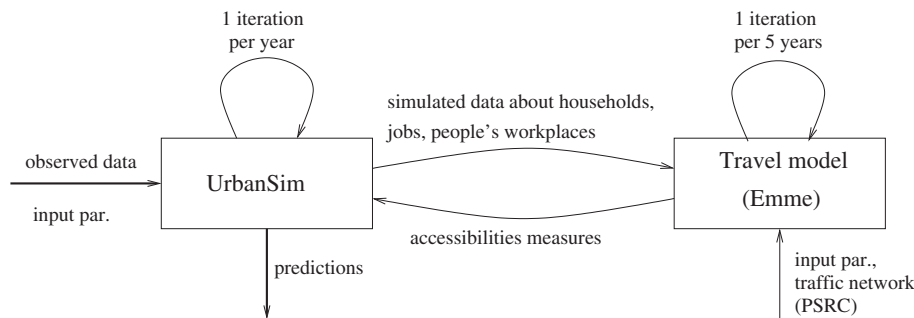 1 iteration
per year
1 iteration
per 5 years
simulated data about households,
jobs, people's workplaces
observed data
input par.
UrbanSim
Travel model
(Emme)
accessibilities measures
predictions
input par.,
traffic network
(PSRC)